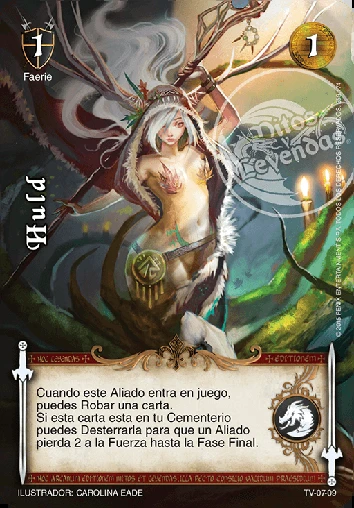 1
Faerie
1
Mitos
y
Leyendas
Huld
Cuando este Aliado entra en juego,
puedes Robar una carta.
Si esta carta esta en tu Cementerio
puedes Desterrarla para que un Aliado
pierda 2 a la Fuerza hasta la Fase Final.
ILUSTRADOR: CAROLINA EADE
TV-07-09